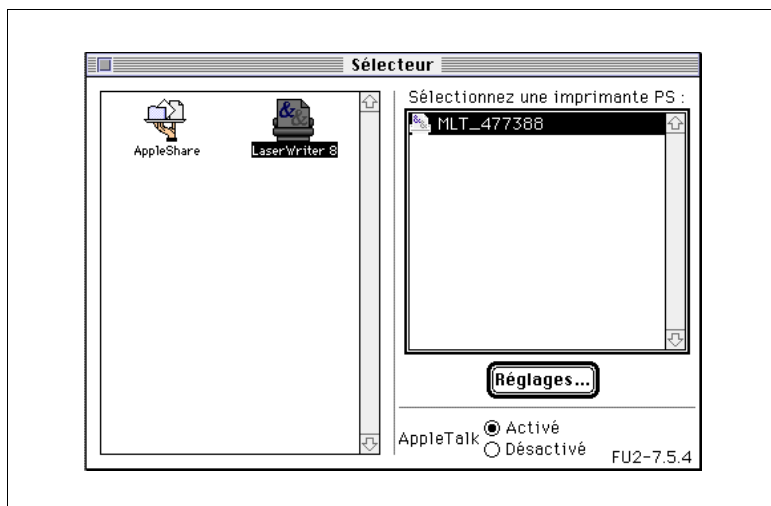 Sélecteur
AppleShare
LaserWriter 8
Sélectionnez une imprimante PS :
MLT_477388
Réglages...
AppleTalk
Activé
Désactivé
FU2-7.5.4